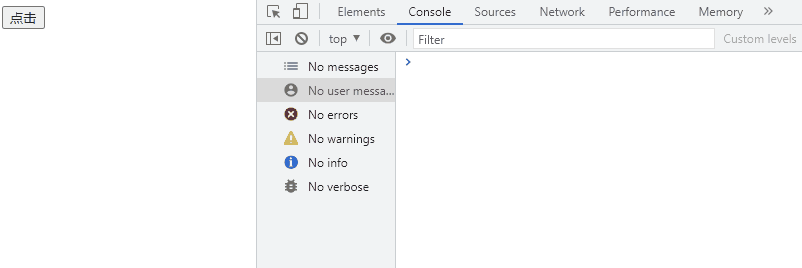 点击
Elements Console Sources Network Performance Memory »
top ▼ Filter Custom levels
No messages
No user messa...
No errors
No warnings
No info
No verbose